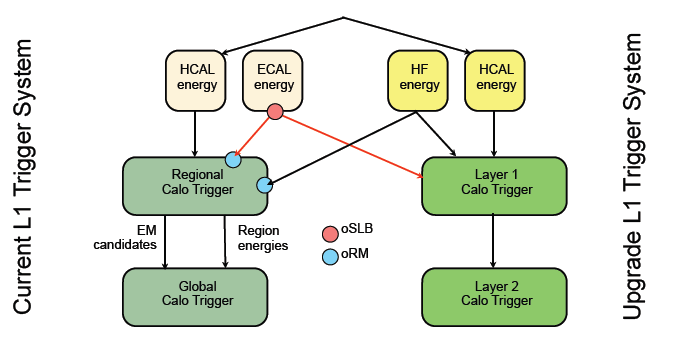 Current L1 Trigger System
HCAL
energy
ECAL
energy
HF
energy
HCAL
energy
Regional
Calo Trigger
Layer 1
Calo Trigger
EM
candidates
Region
energies
oSLB
oRM
Global
Calo Trigger
Layer 2
Calo Trigger
Upgrade L1 Trigger System